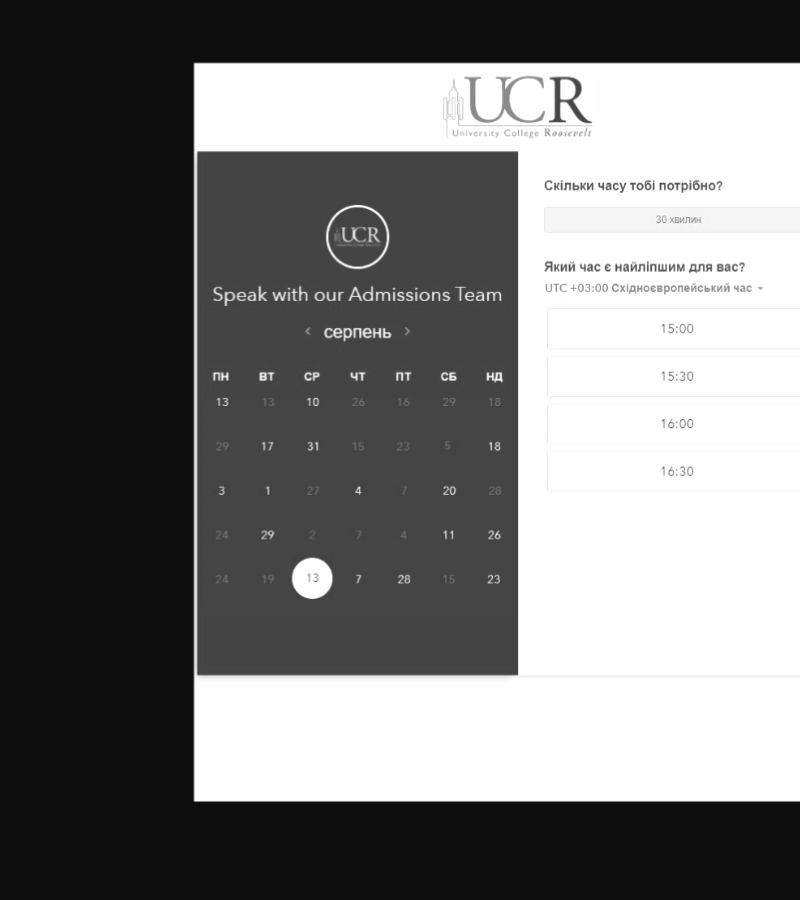 UCR
University College Roosevelt
UCR
Speak with our Admissions Team
< серпень >
ПН ВТ СР ЧТ ПТ СБ НД
13 13 10 26 16 29 18
29 17 31 15 23 5 18
3 1 27 4 7 20 28
24 29 2 7 4 11 26
24 19 13 7 28 15 23
Скільки часу тобі потрібно?
30 хвилин
Який час є найліпшим для вас?
UTC +03:00 Східноєвропейський час
15:00
15:30
16:00
16:30